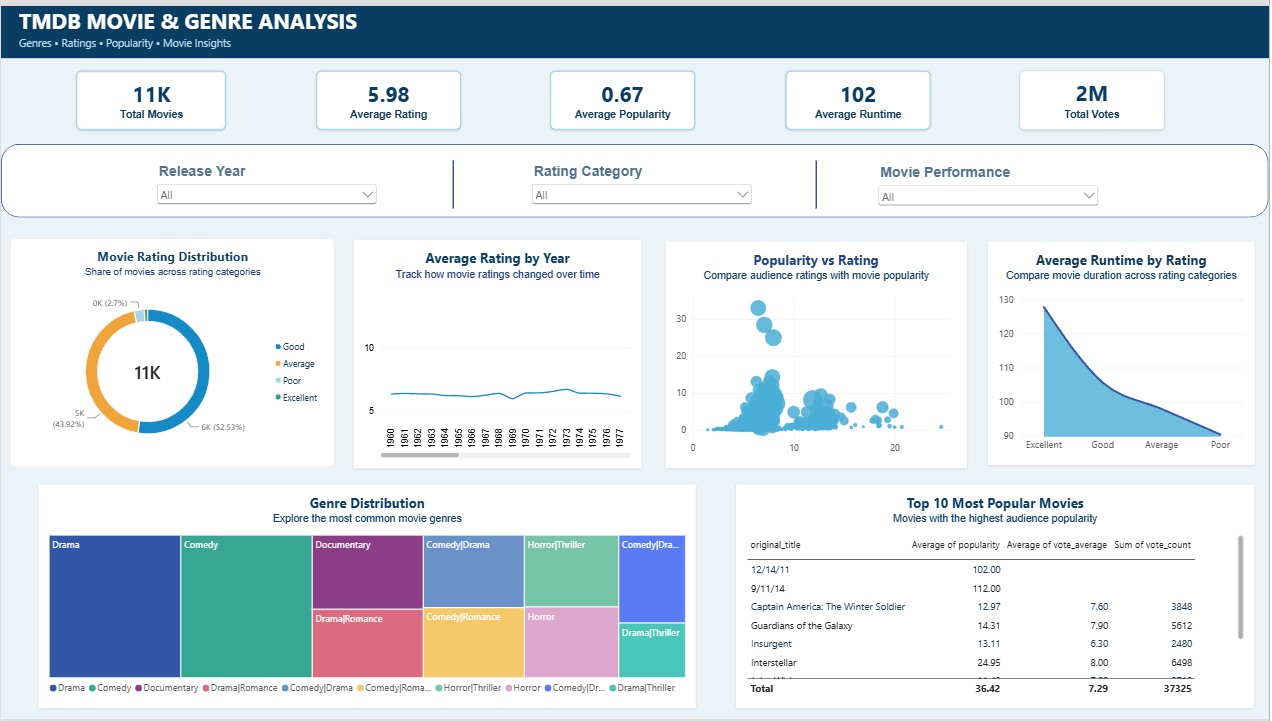 TMDB MOVIE & GENRE ANALYSIS
Genres • Ratings • Popularity • Movie Insights
11K
Total Movies
5.98
Average Rating
0.67
Average Popularity
102
Average Runtime
2M
Total Votes
Release Year
All
Rating Category
All
Movie Performance
All
Movie Rating Distribution
Share of movies across rating categories
0K (2.7%)
11K
5K
(43.92%)
6K (52.53%)
Good
Average
Poor
Excellent
Average Rating by Year
Track how movie ratings changed over time
10
5
1960 1961 1962 1963 1964 1965 1966 1967 1968 1969 1970 1971 1972 1973 1974 1975 1976 1977
Popularity vs Rating
Compare audience ratings with movie popularity
30
20
10
0
0 10 20
Average Runtime by Rating
Compare movie duration across rating categories
130
120
110
100
90
Excellent Good Average Poor
Genre Distribution
Explore the most common movie genres
Drama Comedy Documentary Comedy|Drama Horror|Thriller Comedy|Dra...
Drama|Romance Comedy|Romance Horror Drama|Thriller
Drama Comedy Documentary Drama|Romance Comedy|Drama Comedy|Roma... Horror|Thriller Horror Comedy|Dr... Drama|Thriller
Top 10 Most Popular Movies
Movies with the highest audience popularity
original_title Average of popularity Average of vote_average Sum of vote_count
12/14/11 102.00
9/11/14 112.00
Captain America: The Winter Soldier 12.97 7.60 3848
Guardians of the Galaxy 14.31 7.90 5612
Insurgent 13.11 6.30 2480
Interstellar 24.95 8.00 6498
Total 36.42 7.29 37325